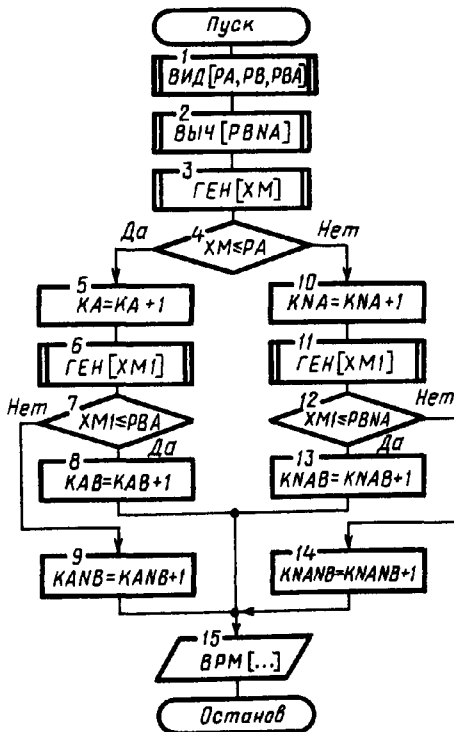 Пуск
1
ВИД[PA,PB,PBA]
2
ВЫЧ[PBNA]
3
ГЕН[XM]
Да
4
XM≤PA
Нет
5
KA=KA+1
10
KNA=KNA+1
6
ГЕН[XM1]
11
ГЕН[XM1]
Нет
7
XM1≤PBA
Да
12
XM1≤PBNA
Нет
Да
8
KAB=KAB+1
13
KNAB=KNAB+1
9
KANB=KANB+1
14
KNANB=KNANB+1
15
ВРМ[...]
Останов